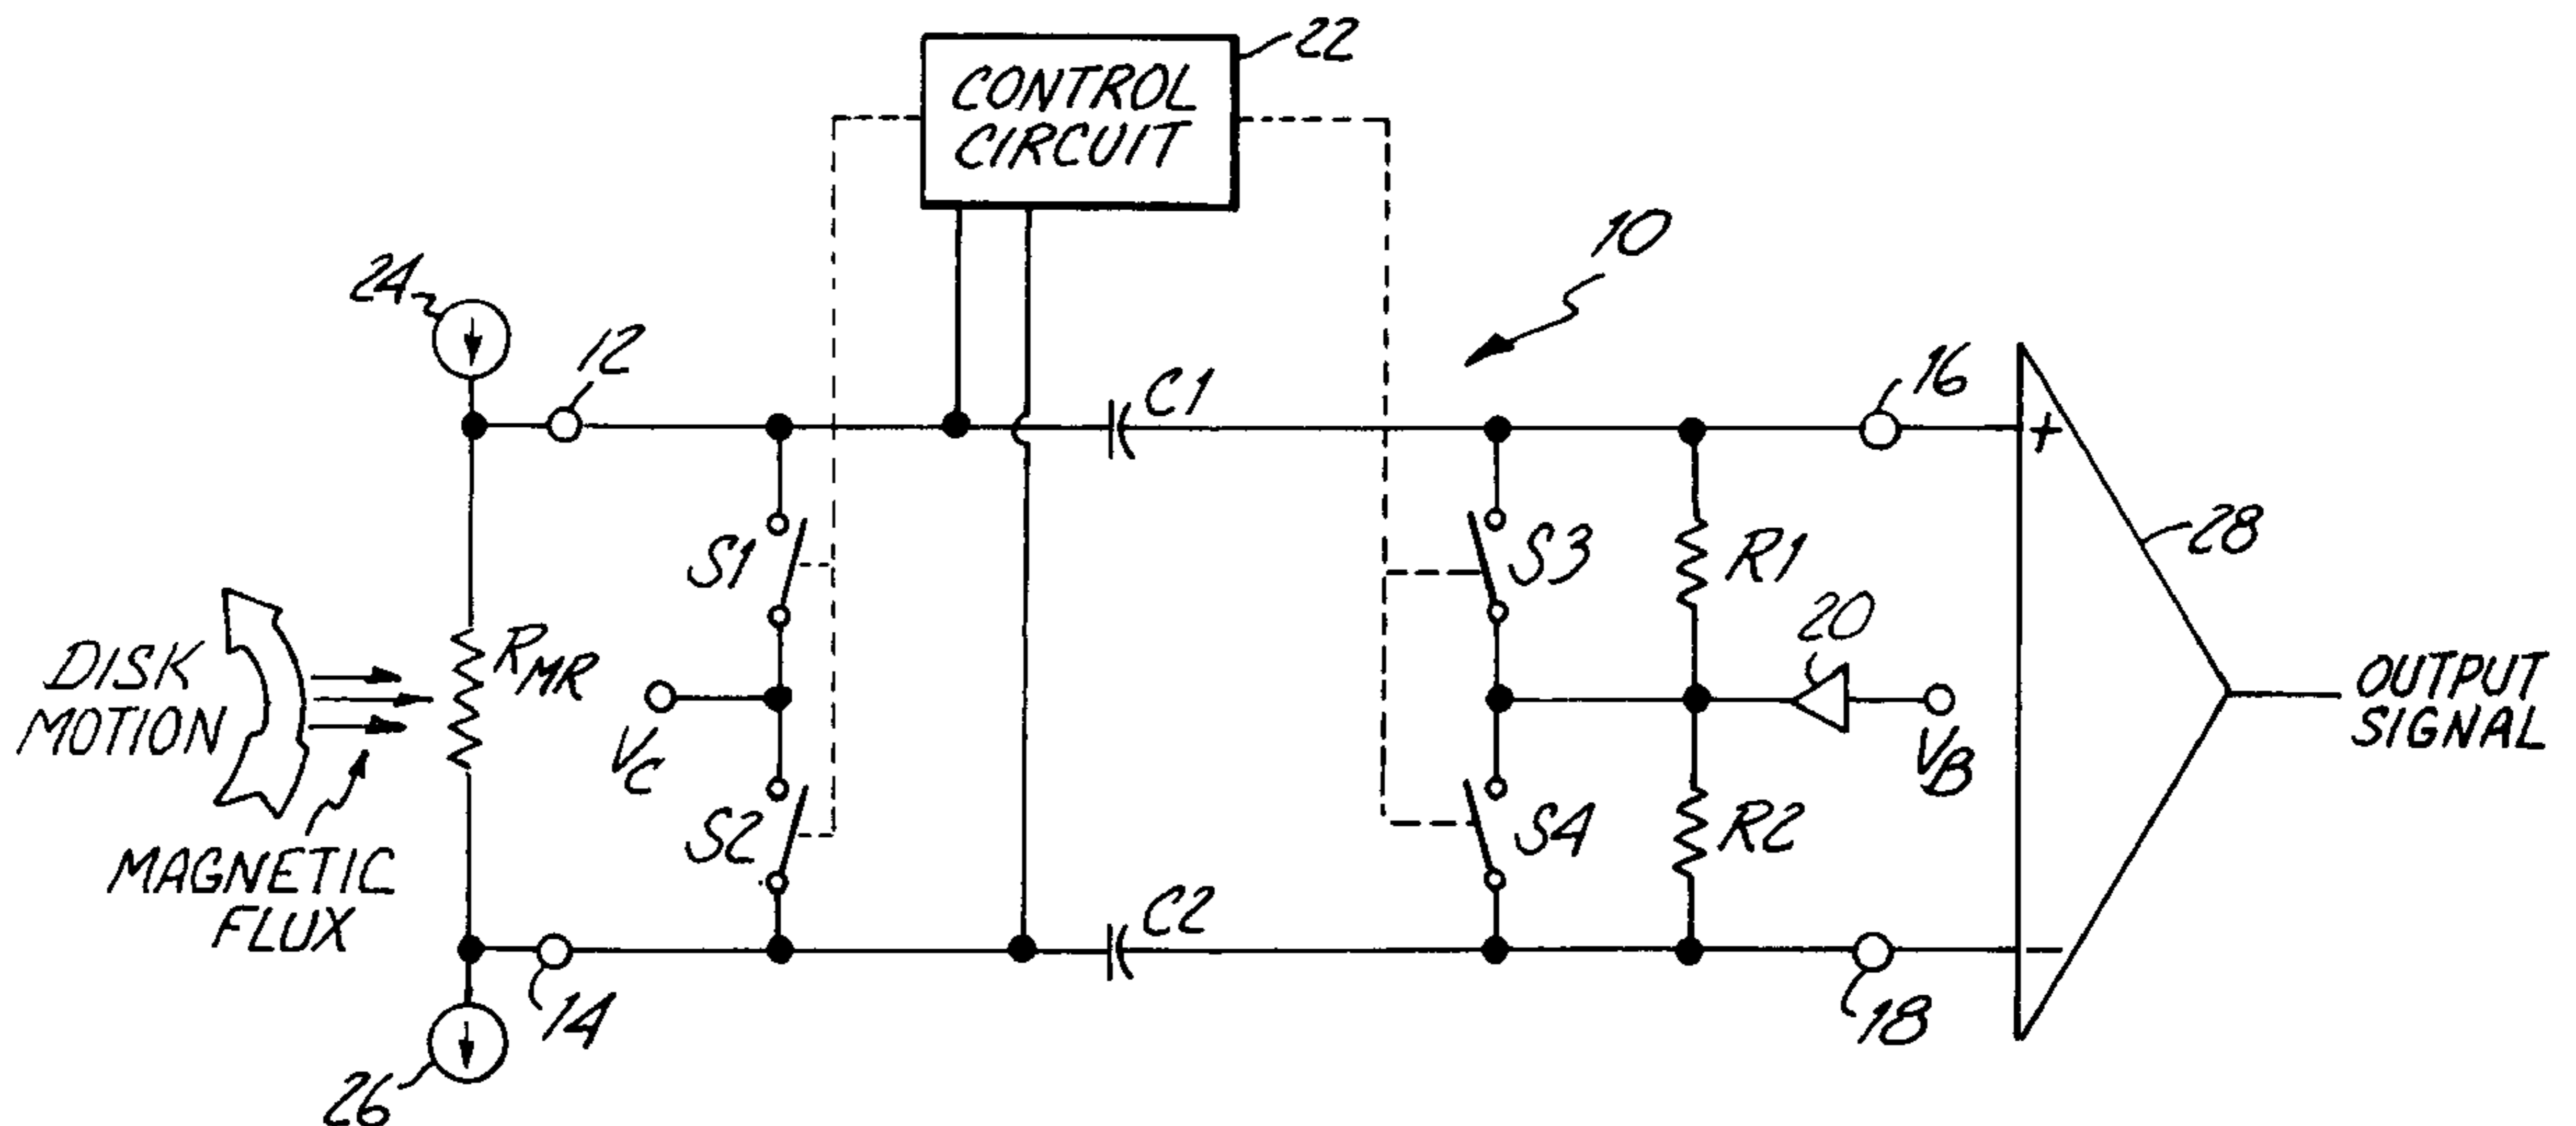 22
CONTROL
CIRCUIT
10
24
12
C1
16
+
S1
S3
R1
28
20
DISK
MOTION
RMR
VC
VB
OUTPUT
SIGNAL
S2
S4
R2
MAGNETIC
FLUX
C2
−
14
18
26